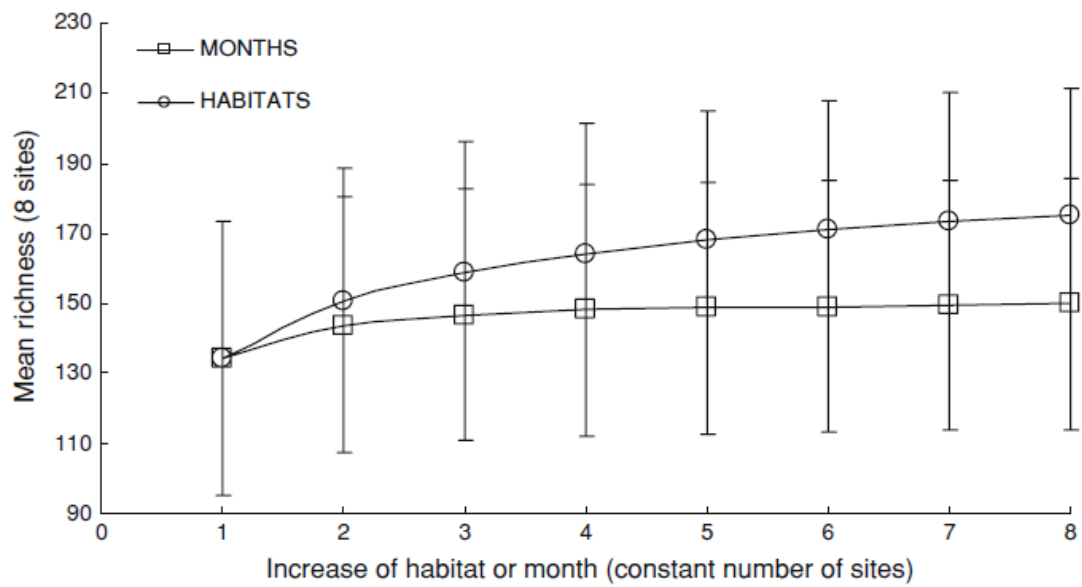 230
210
190
170
150
130
110
90
Mean richness (8 sites)
MONTHS
HABITATS
0 1 2 3 4 5 6 7 8
Increase of habitat or month (constant number of sites)